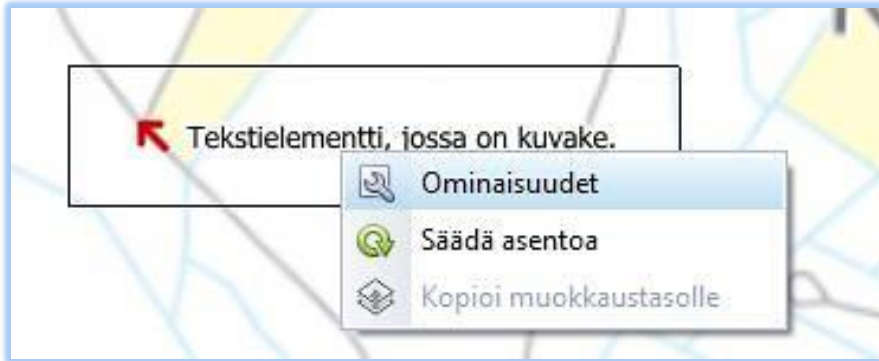 Tekstielementti, jossa on kuvake.
Ominaisuudet
Säädä asentoa
Kopioi muokkaustasolle